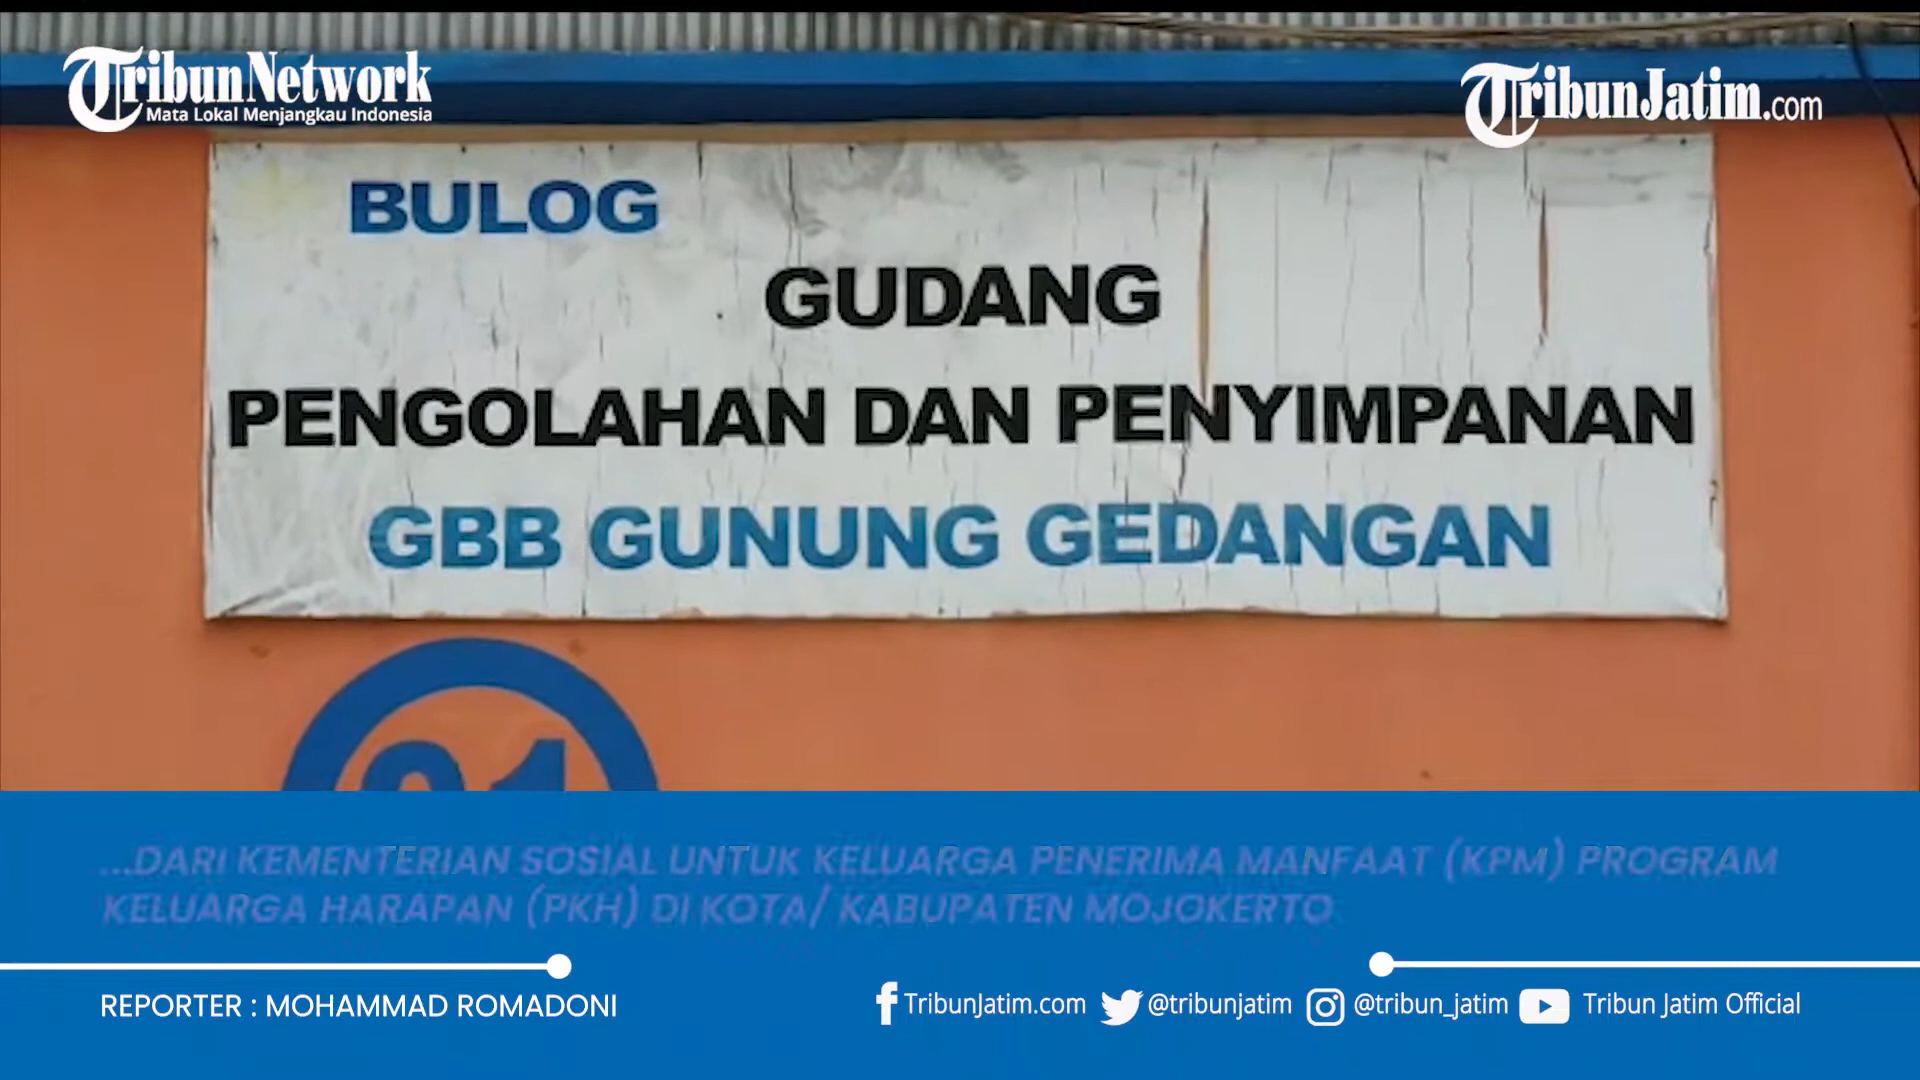 TribunNetwork
Mata Lokal Menjangkau Indonesia
TribunJatim.com
BULOG
GUDANG
PENGOLAHAN DAN PENYIMPANAN
GBB GUNUNG GEDANGAN
...DARI KEMENTERIAN SOSIAL UNTUK KELUARGA PENERIMA MANFAAT (KPM) PROGRAM
KELUARGA HARAPAN (PKH) DI KOTA/ KABUPATEN MOJOKERTO
REPORTER : MOHAMMAD ROMADONI
TribunJatim.com @tribunjatim @tribun_jatim Tribun Jatim Official